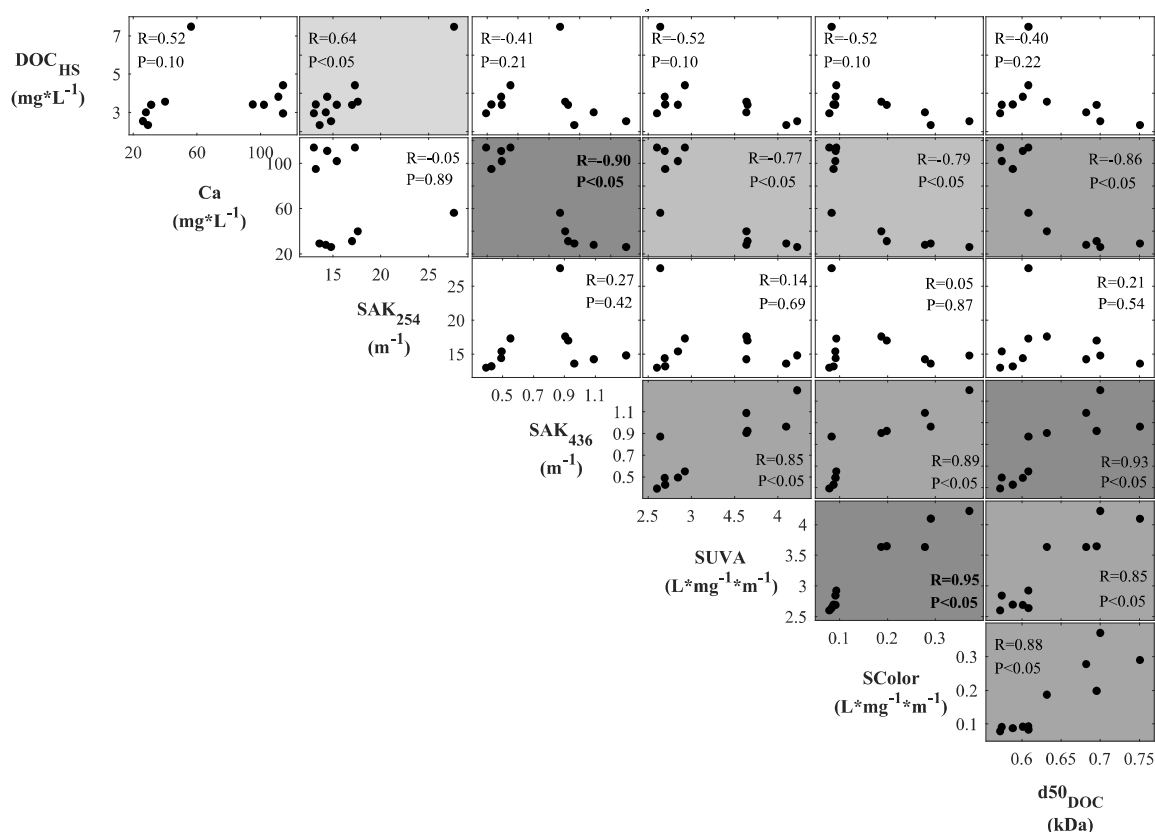 DOC_HS
(mg*L^-1)
7
5
3
R=0.52
P=0.10
R=0.64
P<0.05
R=-0.41
P=0.21
R=-0.52
P=0.10
R=-0.52
P=0.10
R=-0.40
P=0.22
20
60
100
Ca
(mg*L^-1)
100
60
20
R=-0.05
P=0.89
R=-0.90
P<0.05
R=-0.77
P<0.05
R=-0.79
P<0.05
R=-0.86
P<0.05
15
20
25
SAK_254
(m^-1)
25
20
15
R=0.27
P=0.42
R=0.14
P=0.69
R=0.05
P=0.87
R=0.21
P=0.54
0.5
0.7
0.9
1.1
SAK_436
(m^-1)
1.1
0.9
0.5
R=0.85
P<0.05
R=0.89
P<0.05
R=0.93
P<0.05
2.5
3
4.5
4
SUVA
(L*mg^-1*m^-1)
4
3.5
3
2.5
R=0.95
P<0.05
R=0.85
P<0.05
0.1
0.2
0.3
SColor
(L*mg^-1*m^-1)
0.3
0.2
0.1
R=0.88
P<0.05
0.6
0.65
0.7
0.75
d50_DOC
(kDa)